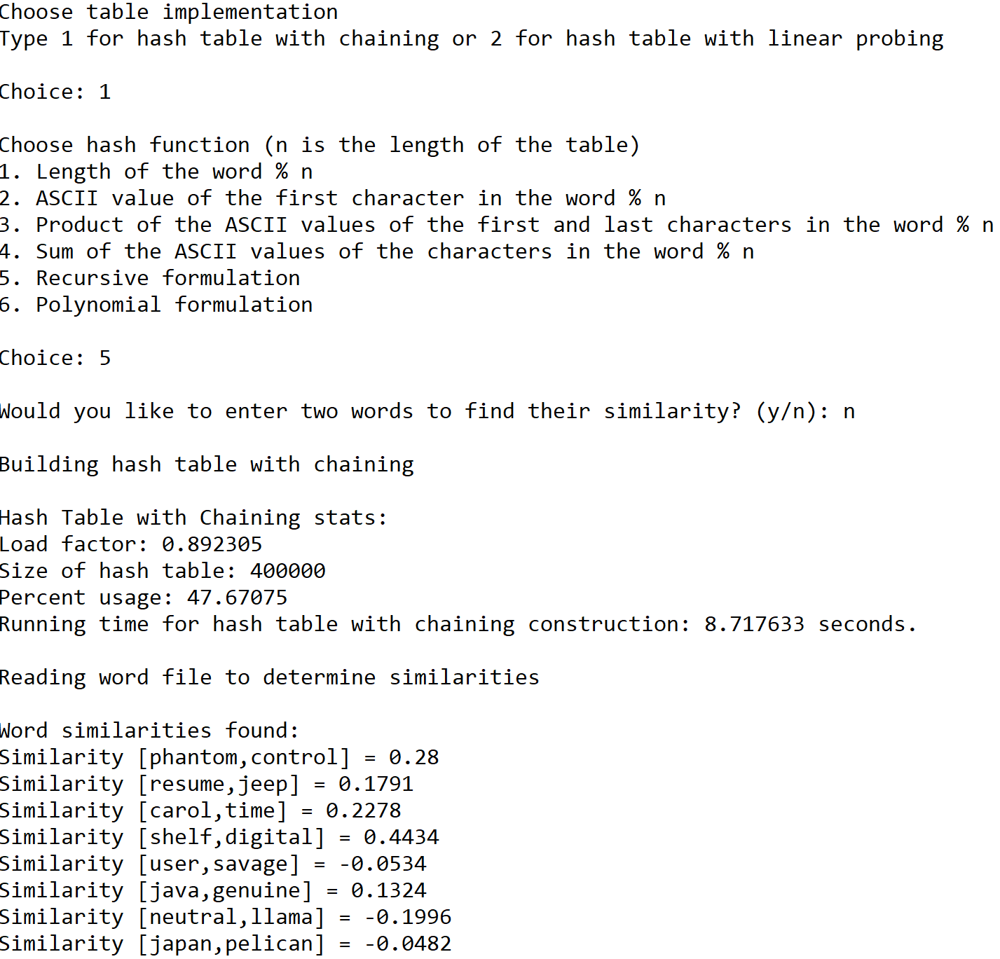 Choose table implementation
Type 1 for hash table with chaining or 2 for hash table with linear probing
Choice: 1
Choose hash function (n is the length of the table)
1. Length of the word % n
2. ASCII value of the first character in the word % n
3. Product of the ASCII values of the first and last characters in the word % n
4. Sum of the ASCII values of the characters in the word % n
5. Recursive formulation
6. Polynomial formulation
Choice: 5
Would you like to enter two words to find their similarity? (y/n): n
Building hash table with chaining
Hash Table with Chaining stats:
Load factor: 0.892305
Size of hash table: 400000
Percent usage: 47.67075
Running time for hash table with chaining construction: 8.717633 seconds.
Reading word file to determine similarities
Word similarities found:
Similarity [phantom,control] = 0.28
Similarity [resume,jeep] = 0.1791
Similarity [carol,time] = 0.2278
Similarity [shelf,digital] = 0.4434
Similarity [user,savage] = -0.0534
Similarity [java,genuine] = 0.1324
Similarity [neutral,llama] = -0.1996
Similarity [japan,pelican] = -0.0482